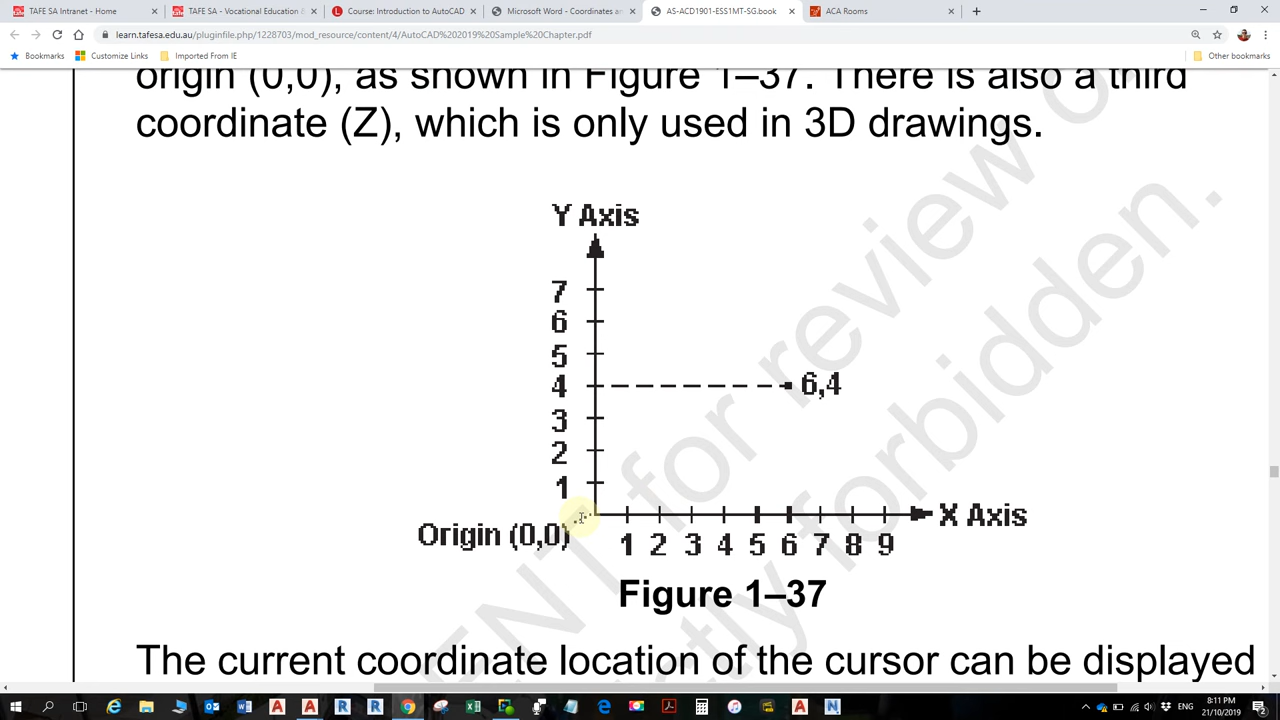 TAFE SA Intranet - Home
TAFE SA - Vocational Education &
Course: Introduction to AutoCAD
Microsoft Word - Coordinates a
AS-ACD1901-ESS1MT-SG.book
ACA Rooms
learn.tafesa.edu.au/pluginfile.php/1228703/mod_resource/content/4/AutoCAD%202019%20Sample%20Chapter.pdf
Bookmarks
Customize Links
Imported From IE
Other bookmarks
origin (0,0), as shown in Figure 1–37. There is also a third
coordinate (Z), which is only used in 3D drawings.
Y Axis
7
6
5
4
6,4
3
2
1
X Axis
Origin (0,0)
1 2 3 4 5 6 7 8 9
Figure 1–37
for review
forbidden.
The current coordinate location of the cursor can be displayed
8:11 PM
ENG
21/10/2019